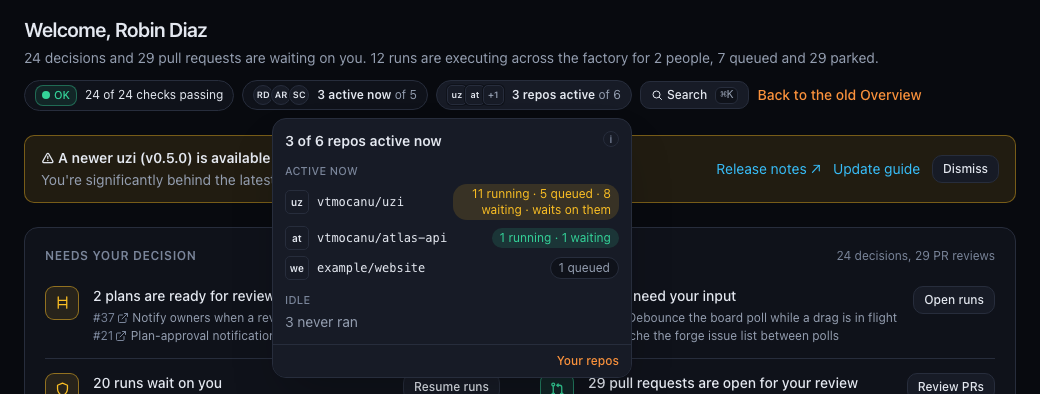 Welcome, Robin Diaz
24 decisions and 29 pull requests are waiting on you. 12 runs are executing across the factory for 2 people, 7 queued and 29 parked.
OK 24 of 24 checks passing
RD AR SC 3 active now of 5
uz at +1 3 repos active of 6
Search ⌘K
Back to the old Overview
A newer uzi (v0.5.0) is available
You're significantly behind the latest
Release notes ↗ Update guide Dismiss
3 of 6 repos active now i
ACTIVE NOW
uz vtmocanu/uzi 11 running · 5 queued · 8
waiting · waits on them
at vtmocanu/atlas-api 1 running · 1 waiting
we example/website 1 queued
IDLE
3 never ran
Your repos
NEEDS YOUR DECISION
24 decisions, 29 PR reviews
2 plans are ready for review
#37 Notify owners when a rev
#21 Plan-approval notification
need your input
Debounce the board poll while a drag is in flight
che the forge issue list between polls
Open runs
20 runs wait on you
Resume runs
29 pull requests are open for your review
Review PRs